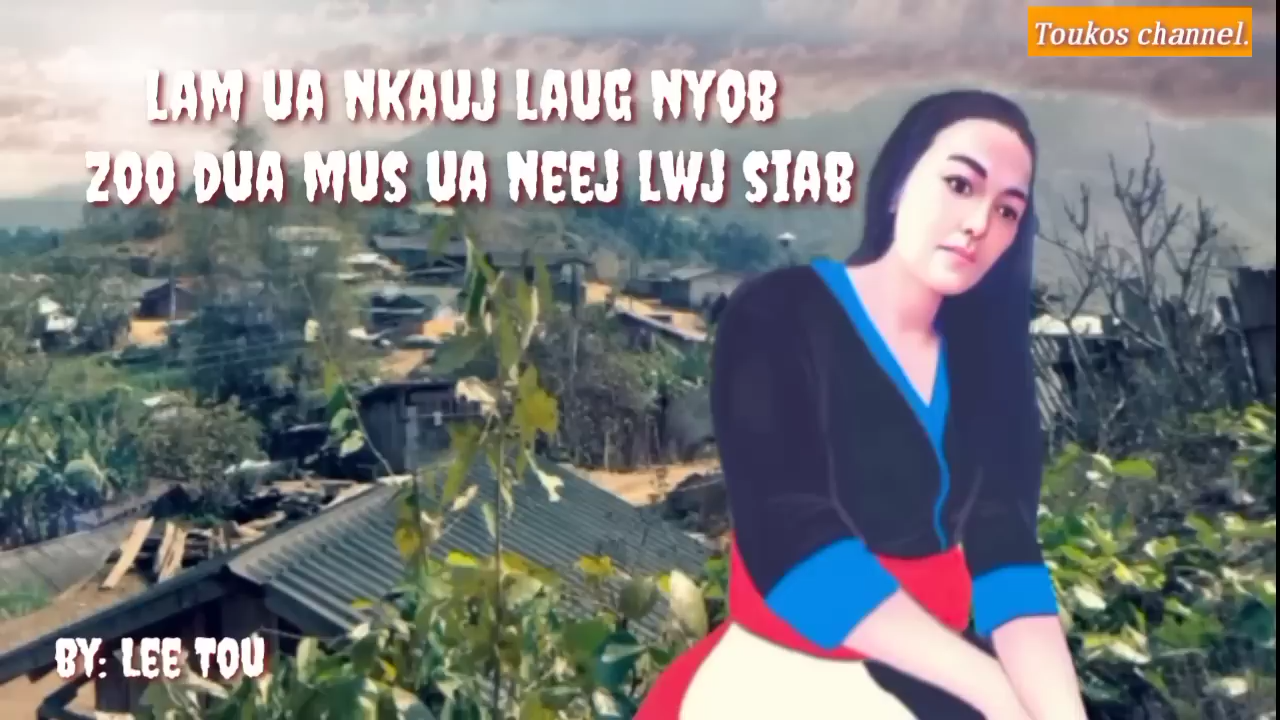 Toukos channel.
LAM UA NKAUJ LAUG NYOB
ZOO DUA MUS UA NEEJ LWJ SIAB
BY: LEE TOU